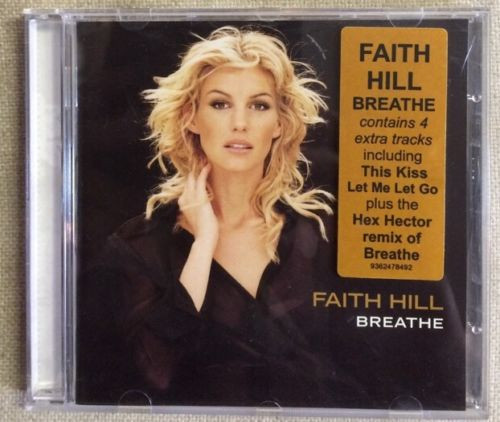 FAITH
HILL
BREATHE
contains 4
extra tracks
including
This Kiss
Let Me Let Go
plus the
Hex Hector
remix of
Breathe
9362478492
FAITH HILL
BREATHE